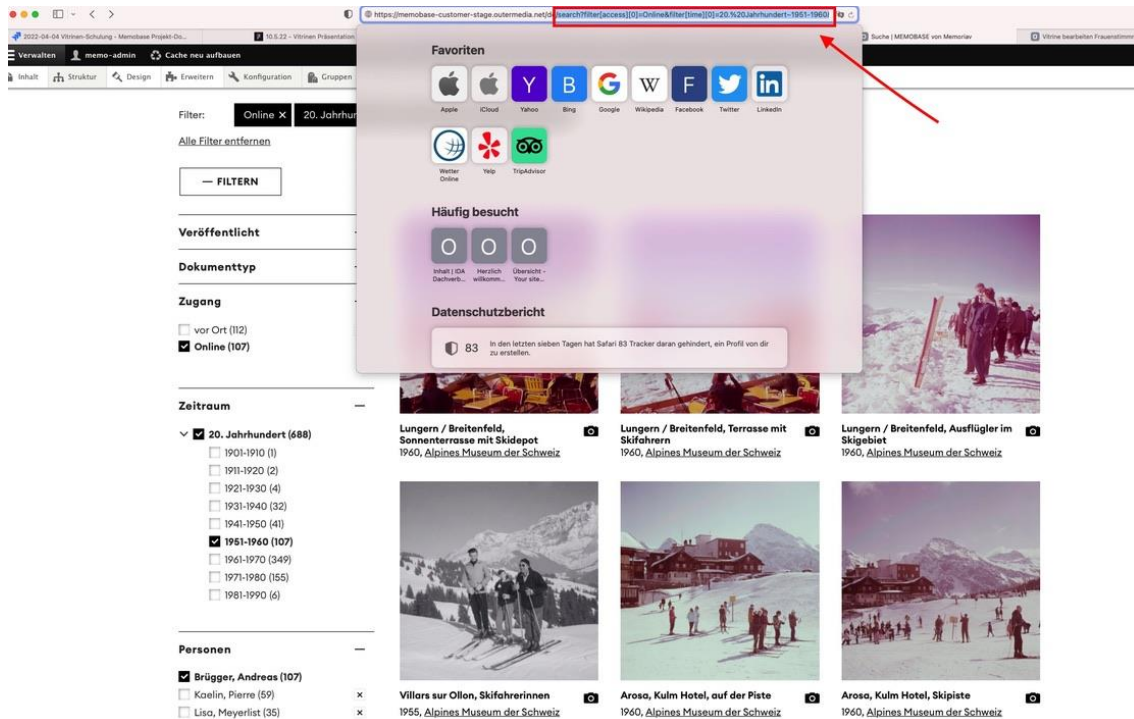 2022-04-04 Vitrinen-Schulung - Memobase Projekt-Do...
10.5.22 - Vitrinen Präsentation
https://memobase-customer-stage.outermedia.net/de/search?filter[access][0]=Online&filter[time][0]=20.%20Jahrhundert~1951-1960/
Suche | MEMOBASE von Memoriav
Vitrine bearbeiten Frauenstimmr
Verwalten
memo-admin
Cache neu aufbauen
Inhalt
Struktur
Design
Erweitern
Konfiguration
Gruppen
Filter:
Online ×
20. Jahrhur
Alle Filter entfernen
— FILTERN
Veröffentlicht
Dokumenttyp
Zugang
vor Ort (112)
Online (107)
Zeitraum
20. Jahrhundert (688)
1901-1910 (1)
1911-1920 (2)
1921-1930 (4)
1931-1940 (32)
1941-1950 (41)
1951-1960 (107)
1961-1970 (349)
1971-1980 (155)
1981-1990 (6)
Personen
Brügger, Andreas (107)
Kaelin, Pierre (59) ×
Lisa, Meyerlist (35) ×
Favoriten
Y
B
G
W
F
in
Apple
iCloud
Yahoo
Bing
Google
Wikipedia
Facebook
Twitter
LinkedIn
Wetter
Online
Yelp
TripAdvisor
Häufig besucht
O
O
O
Inhalt | IDA
Dachverb...
Herzlich
willkomm...
Übersicht -
Your site...
Datenschutzbericht
83
In den letzten sieben Tagen hat Safari 83 Tracker daran gehindert, ein Profil von dir
zu erstellen.
Lungern / Breitenfeld,
Sonnenterrasse mit Skidepot
1960, Alpines Museum der Schweiz
Lungern / Breitenfeld, Terrasse mit
Skifahrern
1960, Alpines Museum der Schweiz
Lungern / Breitenfeld, Ausflügler im
Skigebiet
1960, Alpines Museum der Schweiz
Villars sur Ollon, Skifahrerinnen
1955, Alpines Museum der Schweiz
Arosa, Kulm Hotel, auf der Piste
1960, Alpines Museum der Schweiz
Arosa, Kulm Hotel, Skipiste
1960, Alpines Museum der Schweiz